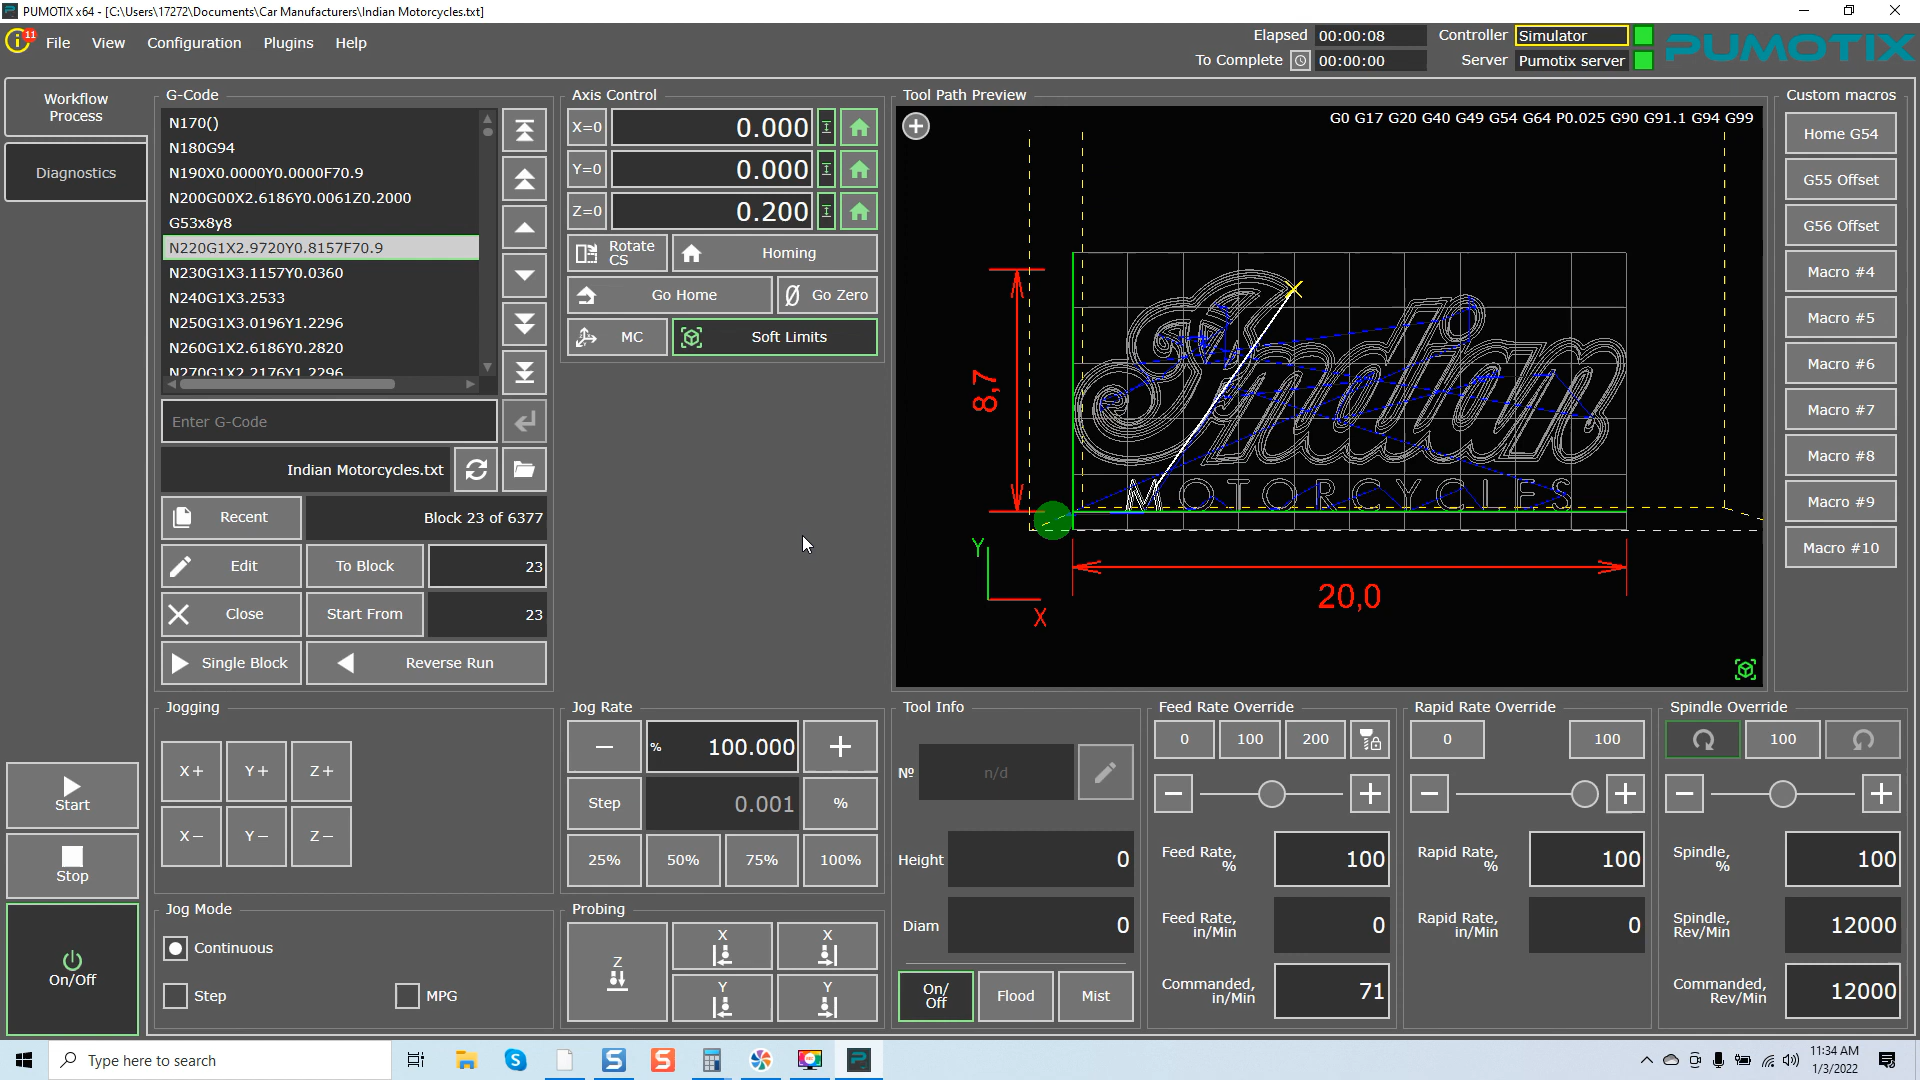 PUMOTIX x64 - [C:\Users\17272\Documents\Car Manufacturers\Indian Motorcycles.txt]
11
File
View
Configuration
Plugins
Help
Elapsed
00:00:08
Controller
Simulator
To Complete
00:00:00
Server
Pumotix server
PUMOTIX
Workflow
Process
Diagnostics
G-Code
N170()
N180G94
N190X0.0000Y0.0000F70.9
N200G00X2.6186Y0.0061Z0.2000
G53x8y8
N220G1X2.9720Y0.8157F70.9
N230G1X3.1157Y0.0360
N240G1X3.2533
N250G1X3.0196Y1.2296
N260G1X2.6186Y0.2820
N270G1X2.2176Y1.2296
Enter G-Code
Indian Motorcycles.txt
Recent
Block 23 of 6377
Edit
To Block
23
Close
Start From
23
Single Block
Reverse Run
Axis Control
X=0
0.000
Y=0
0.000
Z=0
0.200
Rotate
CS
Homing
Go Home
Go Zero
MC
Soft Limits
Tool Path Preview
G0 G17 G20 G40 G49 G54 G64 P0.025 G90 G91.1 G94 G99
8,7
Indian
MOTORCYCLES
Y
X
20,0
Custom macros
Home G54
G55 Offset
G56 Offset
Macro #4
Macro #5
Macro #6
Macro #7
Macro #8
Macro #9
Macro #10
Jogging
X+
Y+
Z+
X−
Y−
Z−
Jog Mode
Continuous
Step
MPG
Jog Rate
%
100.000
Step
0.001
%
25%
50%
75%
100%
Probing
Z
X
X
Y
Y
Tool Info
Nº
n/d
Height
0
Diam
0
On/
Off
Flood
Mist
Feed Rate Override
0
100
200
Feed Rate,
%
100
Feed Rate,
in/Min
0
Commanded,
in/Min
71
Rapid Rate Override
0
100
Rapid Rate,
%
100
Rapid Rate,
in/Min
0
Spindle Override
100
Spindle,
%
100
Spindle,
Rev/Min
12000
Commanded,
Rev/Min
12000
Start
Stop
On/Off
Type here to search
11:34 AM
1/3/2022